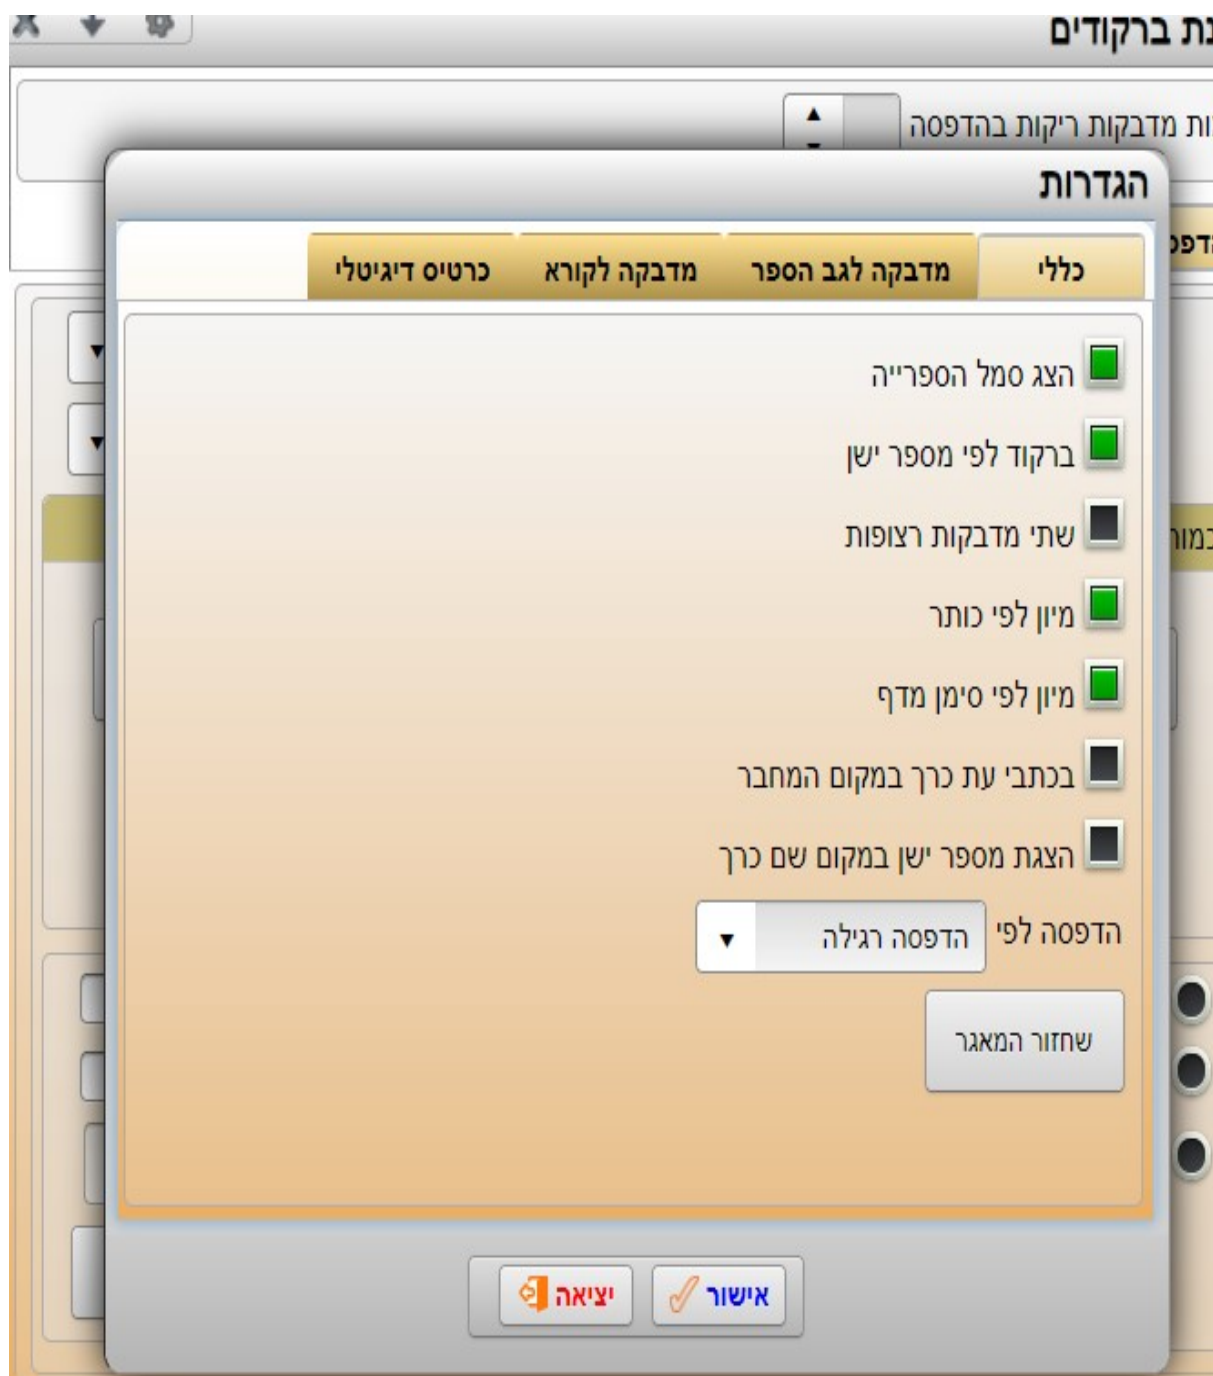 ברקודים
מדבקות ריקות בהדפסה
הגדרות
כללי
מדבקה לגב הספר
מדבקה לקורא
כרטיס דיגיטלי
הצג סמל הספרייה
ברקוד לפי מספר ישן
שתי מדבקות רצופות
מיון לפי כותר
מיון לפי סימן מדף
בכתבי עת כרך במקום המחבר
הצגת מספר ישן במקום שם כרך
הדפסה לפי
הדפסה רגילה
שחזור המאגר
אישור
יציאה